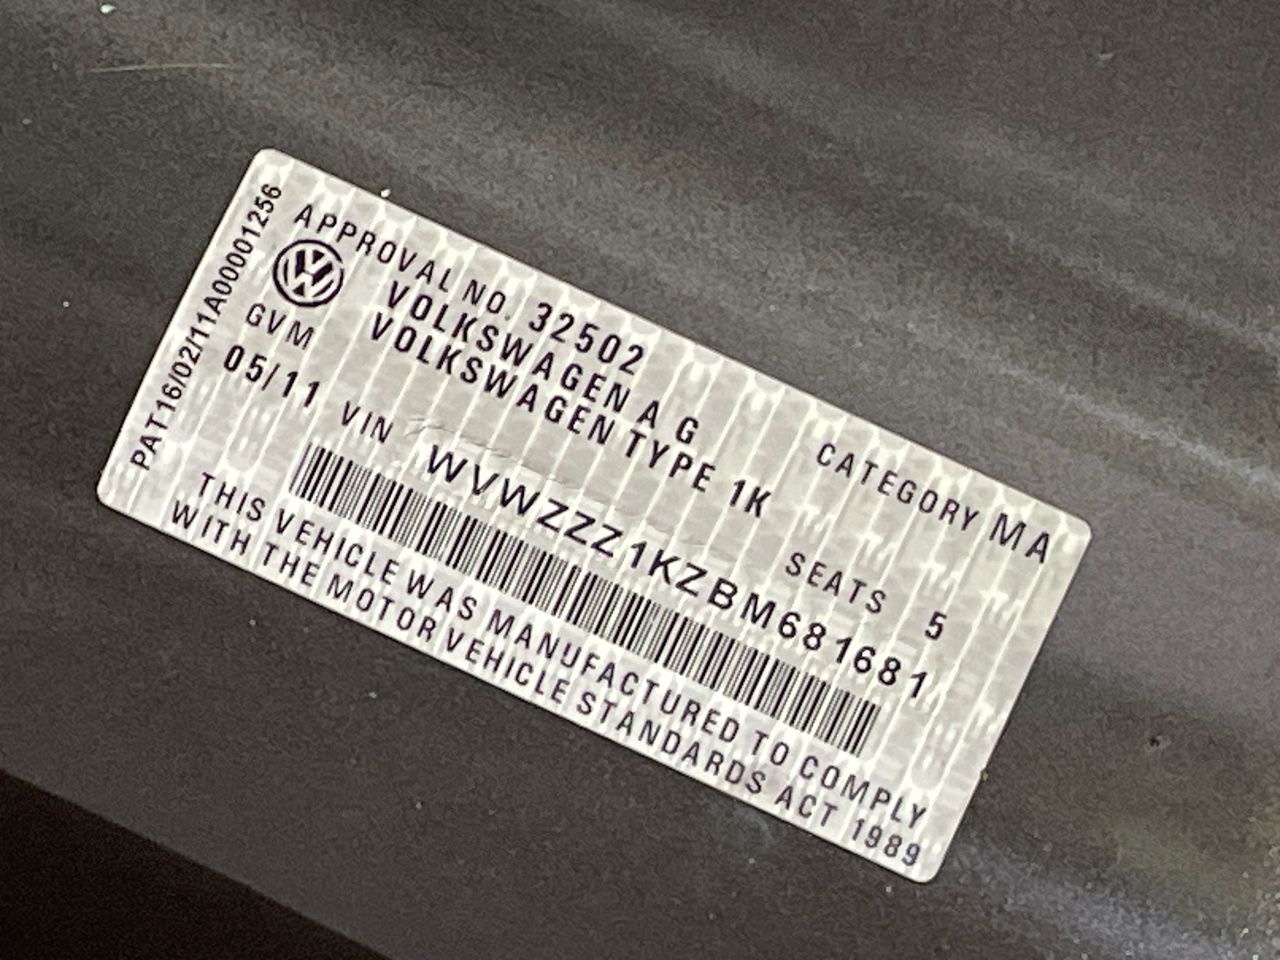 PAT16/02/11A00001256
APPROVAL NO. 32502 CATEGORY MA
VOLKSWAGEN A G
VOLKSWAGEN TYPE 1K SEATS 5
GVM
05/11 VIN WVWZZZ1KZBM681681
THIS VEHICLE WAS MANUFACTURED TO COMPLY
WITH THE MOTOR VEHICLE STANDARDS ACT 1989